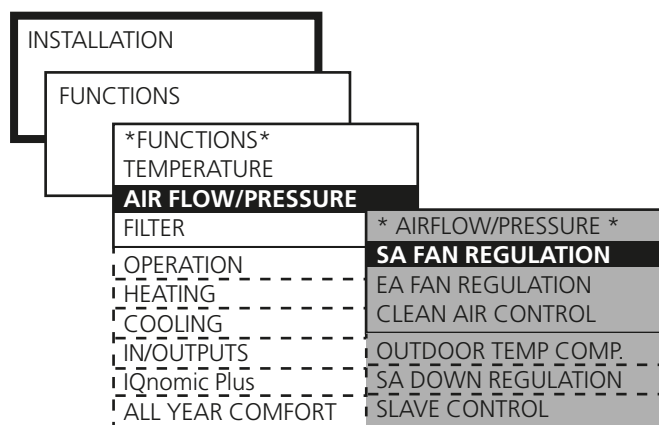 INSTALLATION
FUNCTIONS
*FUNCTIONS*
TEMPERATURE
AIR FLOW/PRESSURE
FILTER
OPERATION
HEATING
COOLING
IN/OUTPUTS
IQnomic Plus
ALL YEAR COMFORT
* AIRFLOW/PRESSURE *
SA FAN REGULATION
EA FAN REGULATION
CLEAN AIR CONTROL
OUTDOOR TEMP COMP.
SA DOWN REGULATION
SLAVE CONTROL